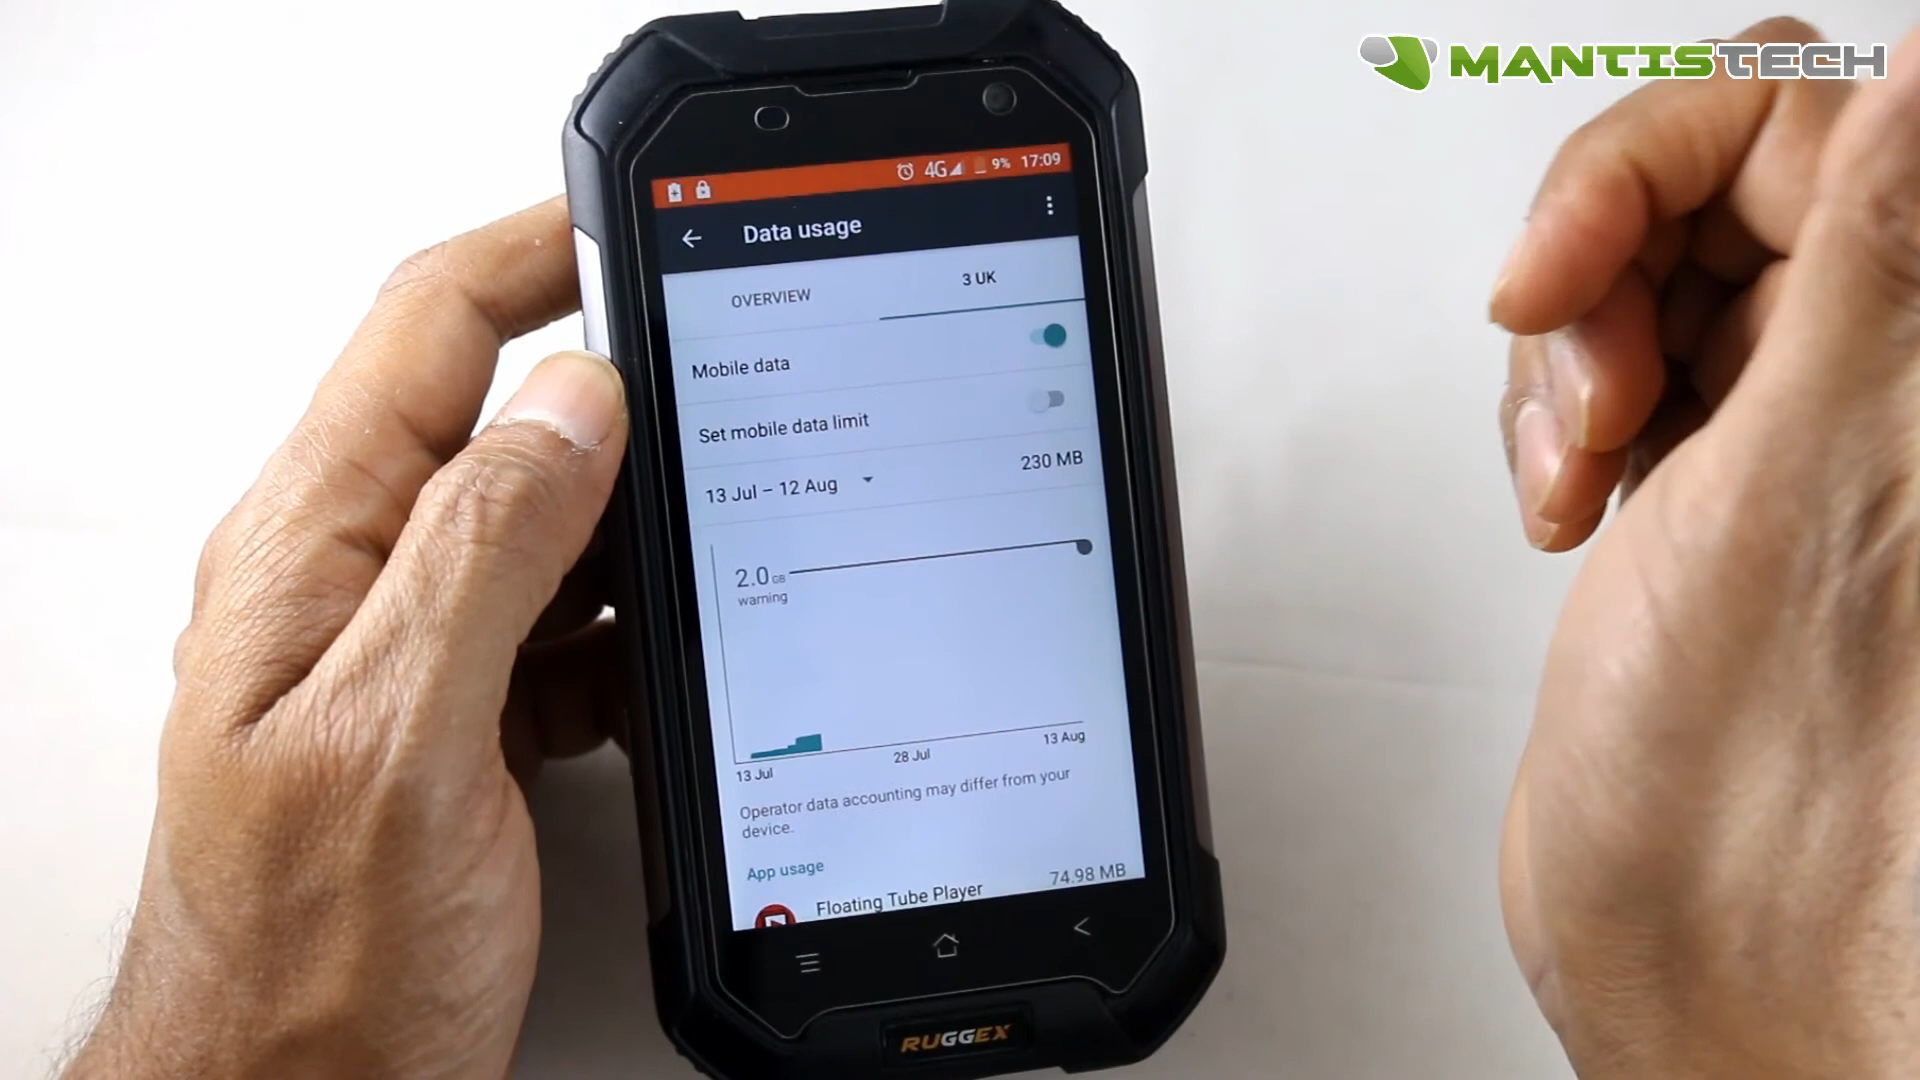 MANTISTECH
4G 9% 17:09
Data usage
OVERVIEW 3 UK
Mobile data
Set mobile data limit
13 Jul – 12 Aug 230 MB
2.0 GB
warning
13 Jul 28 Jul 13 Aug
Operator data accounting may differ from your
device.
App usage
Floating Tube Player 74.98 MB
RUGGEX